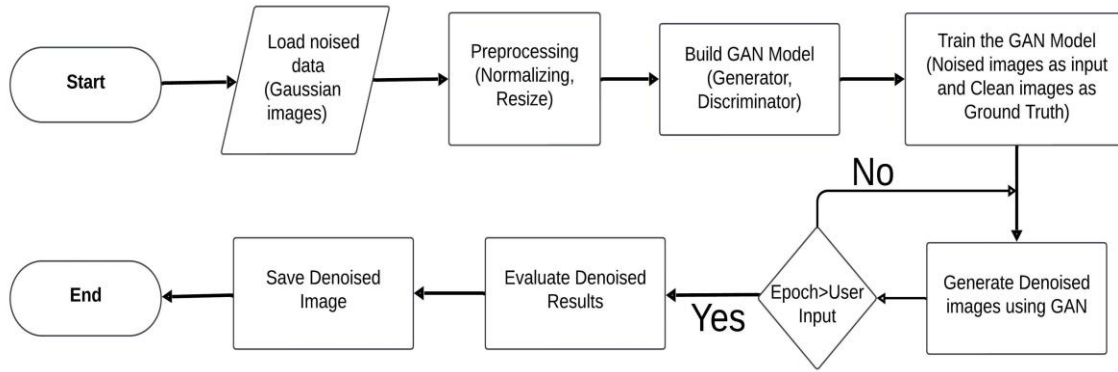 Start
Load noised
data
(Gaussian
images)
Preprocessing
(Normalizing,
Resize)
Build GAN Model
(Generator,
Discriminator)
Train the GAN Model
(Noised images as input
and Clean images as
Ground Truth)
No
Generate Denoised
images using GAN
Epoch>User
Input
Yes
Evaluate Denoised
Results
Save Denoised
Image
End